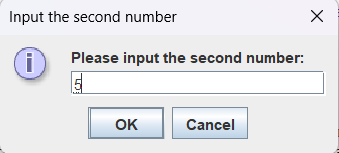 Input the second number
Please input the second number:
5
OK
Cancel